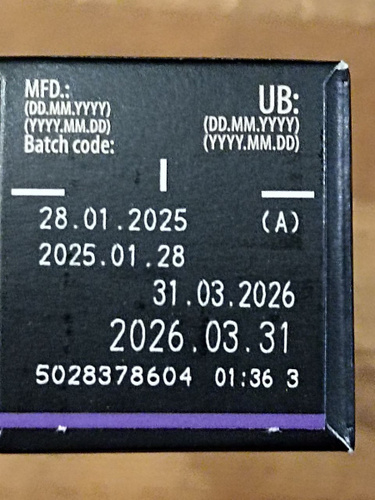 MFD.:
(DD.MM.YYYY)
(YYYY.MM.DD)
Batch code:
UB:
(DD.MM.YYYY)
(YYYY.MM.DD)
28.01.2025 (A)
2025.01.28
31.03.2026
2026.03.31
5028378604 01:36 3